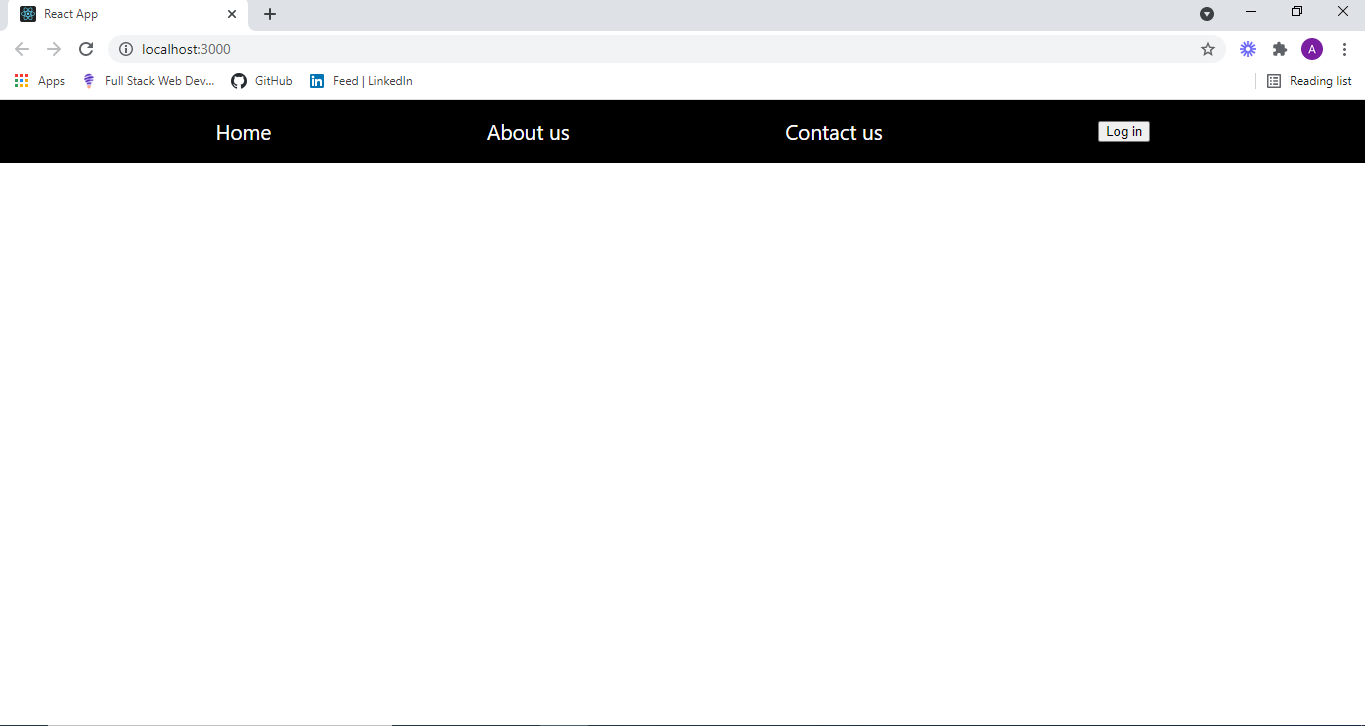 React App
localhost:3000
A
Apps Full Stack Web Dev... GitHub Feed | LinkedIn Reading list
Home About us Contact us Log in